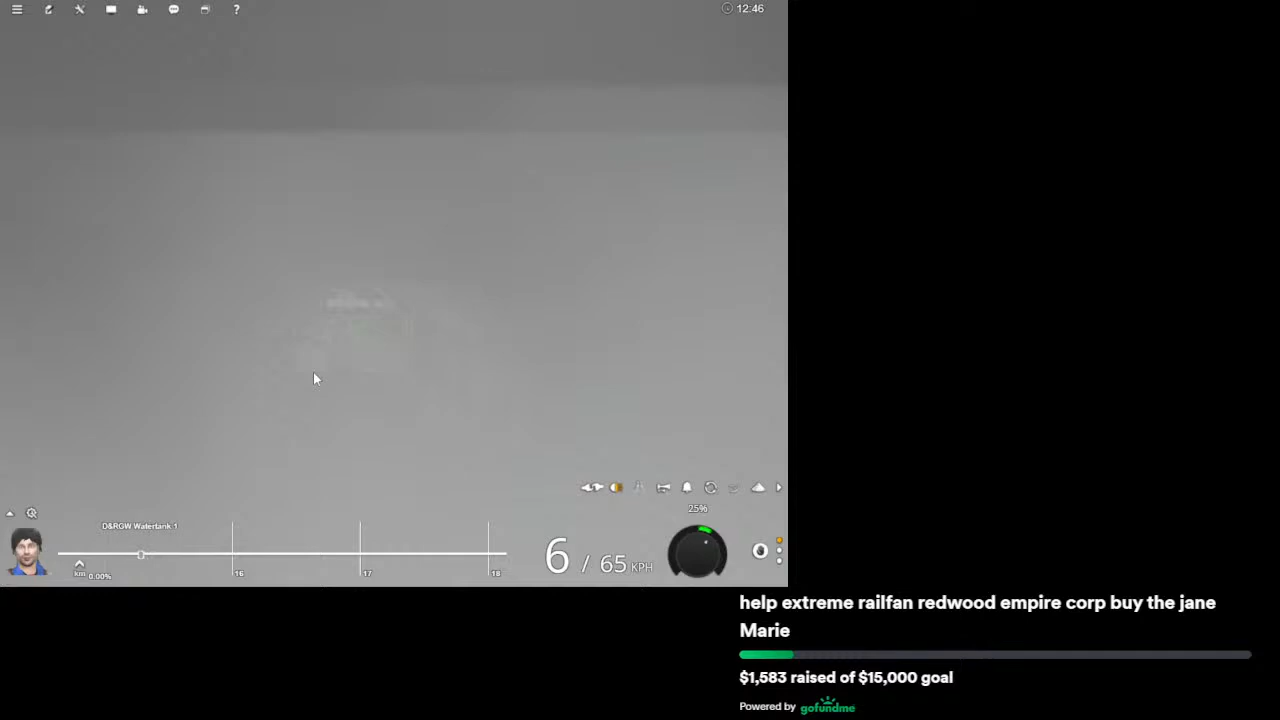 12:46
25%
D&RGW Watertank 1
6 / 65 KPH
16 17 18
km 0.00%
help extreme railfan redwood empire corp buy the jane
Marie
$1,583 raised of $15,000 goal
Powered by gofundme